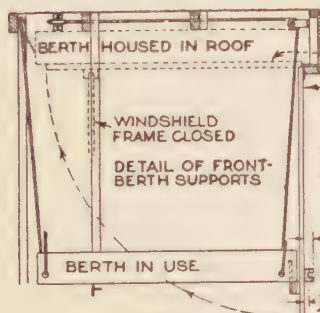 BERTH HOUSED IN ROOF
WINDSHIELD
FRAME CLOSED
DETAIL OF FRONT-
BERTH SUPPORTS
BERTH IN USE